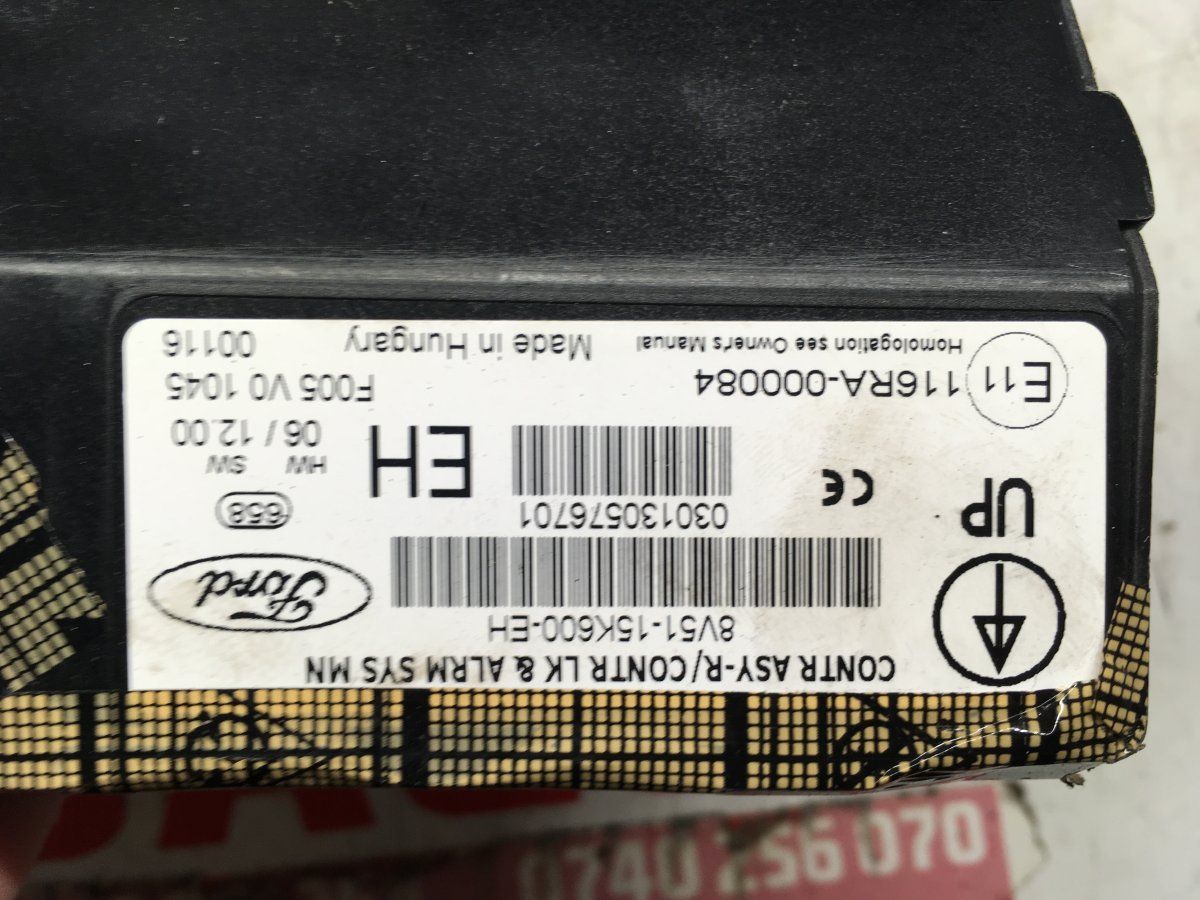 CONTR ASY-R/CONTR LK & ALRM SYS MN
8V51-15K600-EH
Ford
030130576701
UP
CE
EH
658
HW SW
06 / 12.00
E11 116RA-000084
F005 V0 1045
Homologation see Owner's Manual
Made in Hungary
00116
0740 256 070